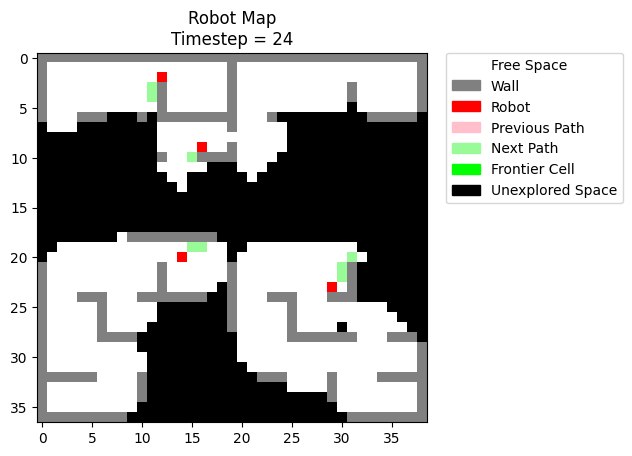 Robot Map
Timestep = 24
Free Space
Wall
Robot
Previous Path
Next Path
Frontier Cell
Unexplored Space
0
5
10
15
20
25
30
35
0
5
10
15
20
25
30
35